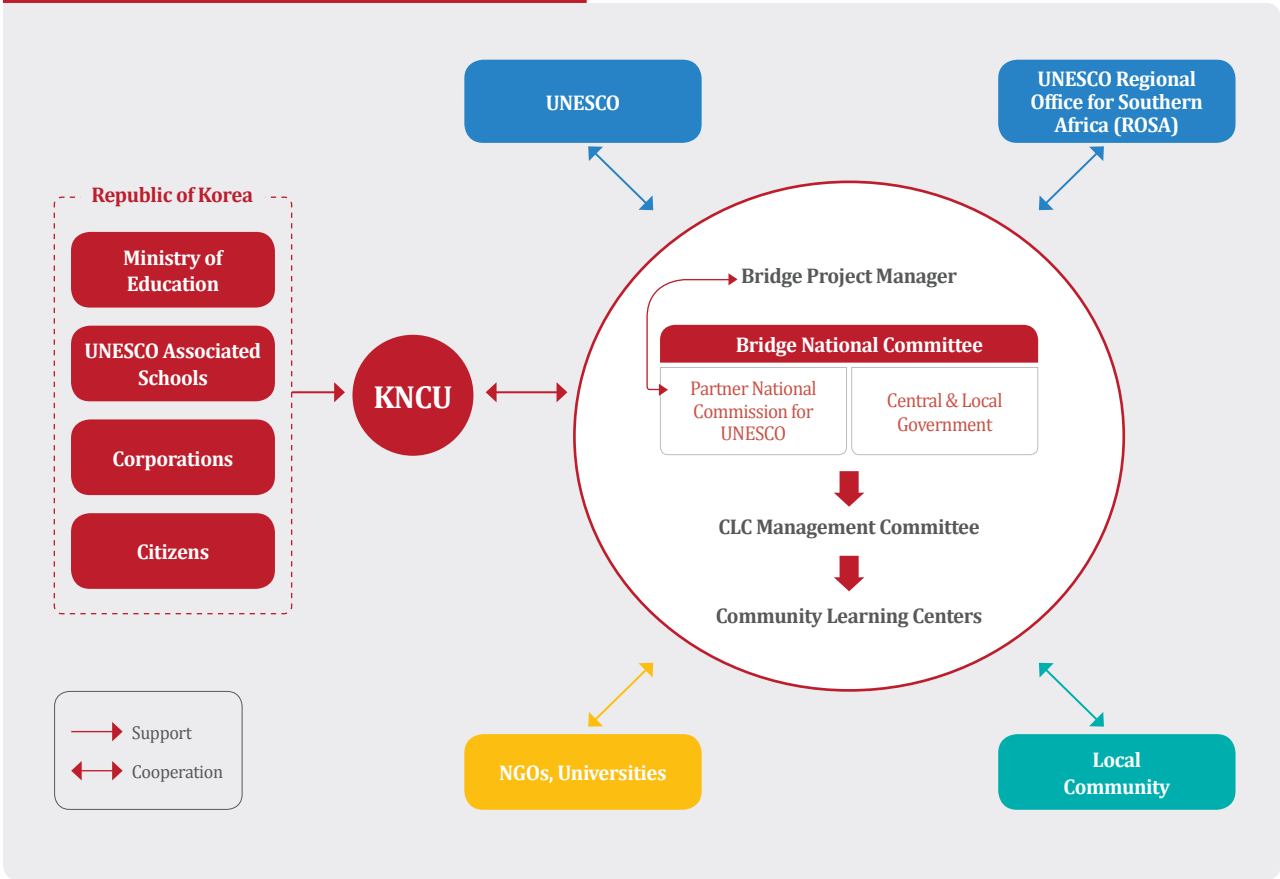 UNESCO
UNESCO Regional
Office for Southern
Africa (ROSA)
Republic of Korea
Ministry of
Education
UNESCO Associated
Schools
Corporations
Citizens
KNCU
Bridge Project Manager
Bridge National Committee
Partner National
Commission for
UNESCO
Central & Local
Government
CLC Management Committee
Community Learning Centers
Support
Cooperation
NGOs, Universities
Local
Community